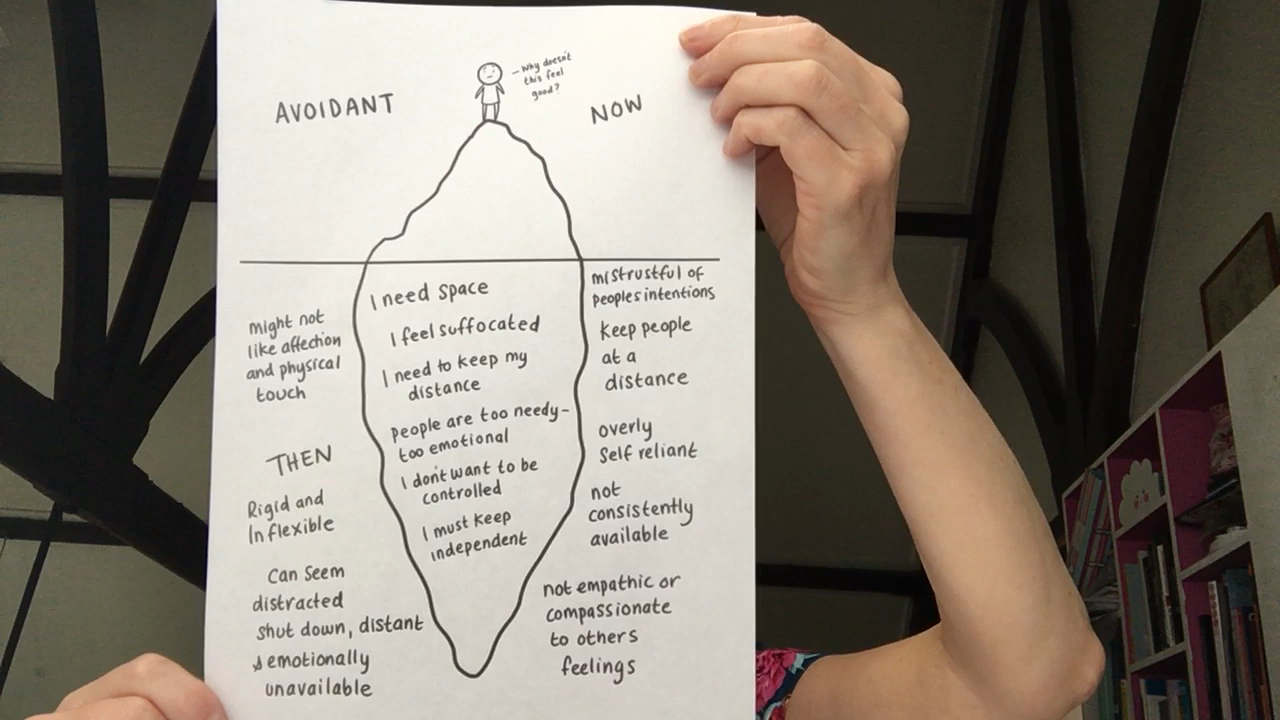 AVOIDANT
- Why doesn't
this feel
good?
NOW
I need space
I feel suffocated
I need to keep my
distance
People are too needy-
too emotional
I don't want to be
controlled
I must keep
independent
might not
like affection
and physical
touch
THEN
Rigid and
Inflexible
Can Seem
distracted
shut down, distant
& emotionally
unavailable
mistrustful of
peoples intentions
Keep people
at a
distance
overly
Self reliant
not
consistently
available
not empathic or
compassionate
to others
feelings